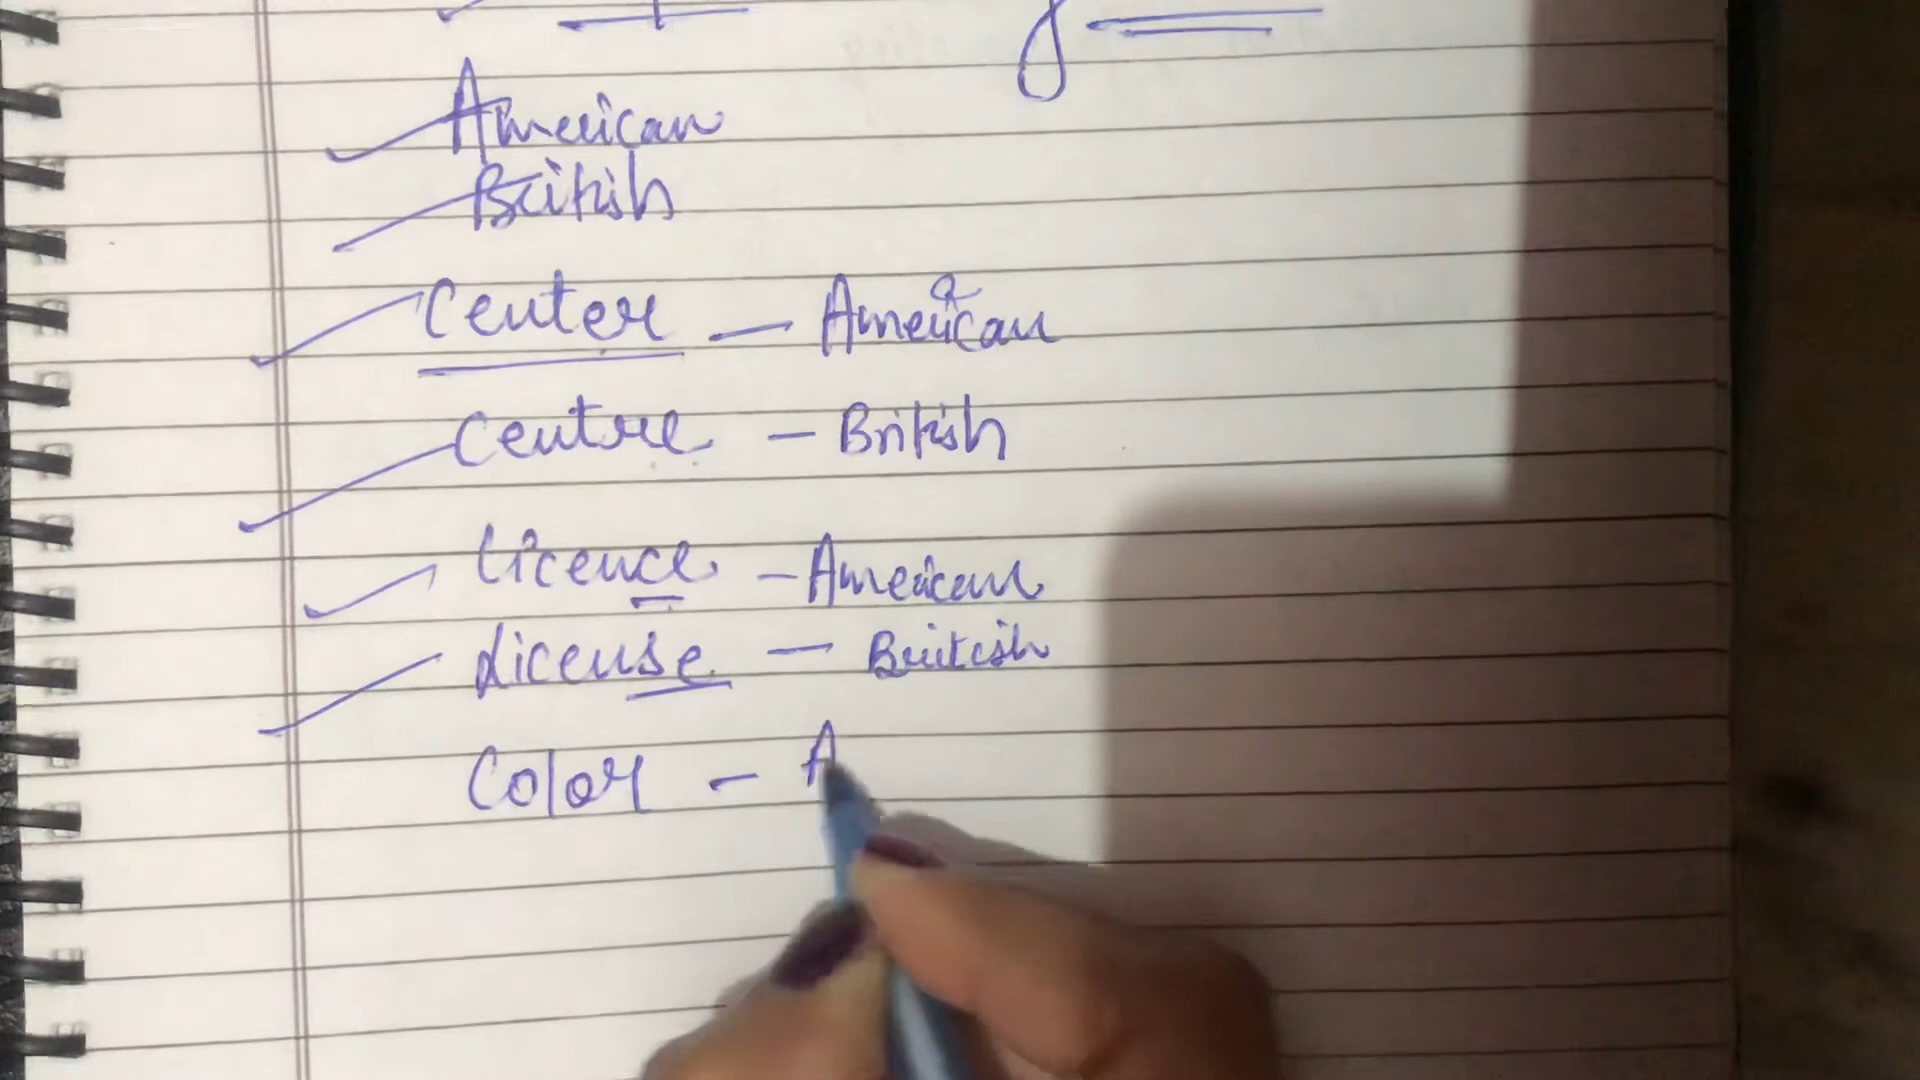 American
British
Center — American
Centre — British
Licence — American
License — British
Color — A